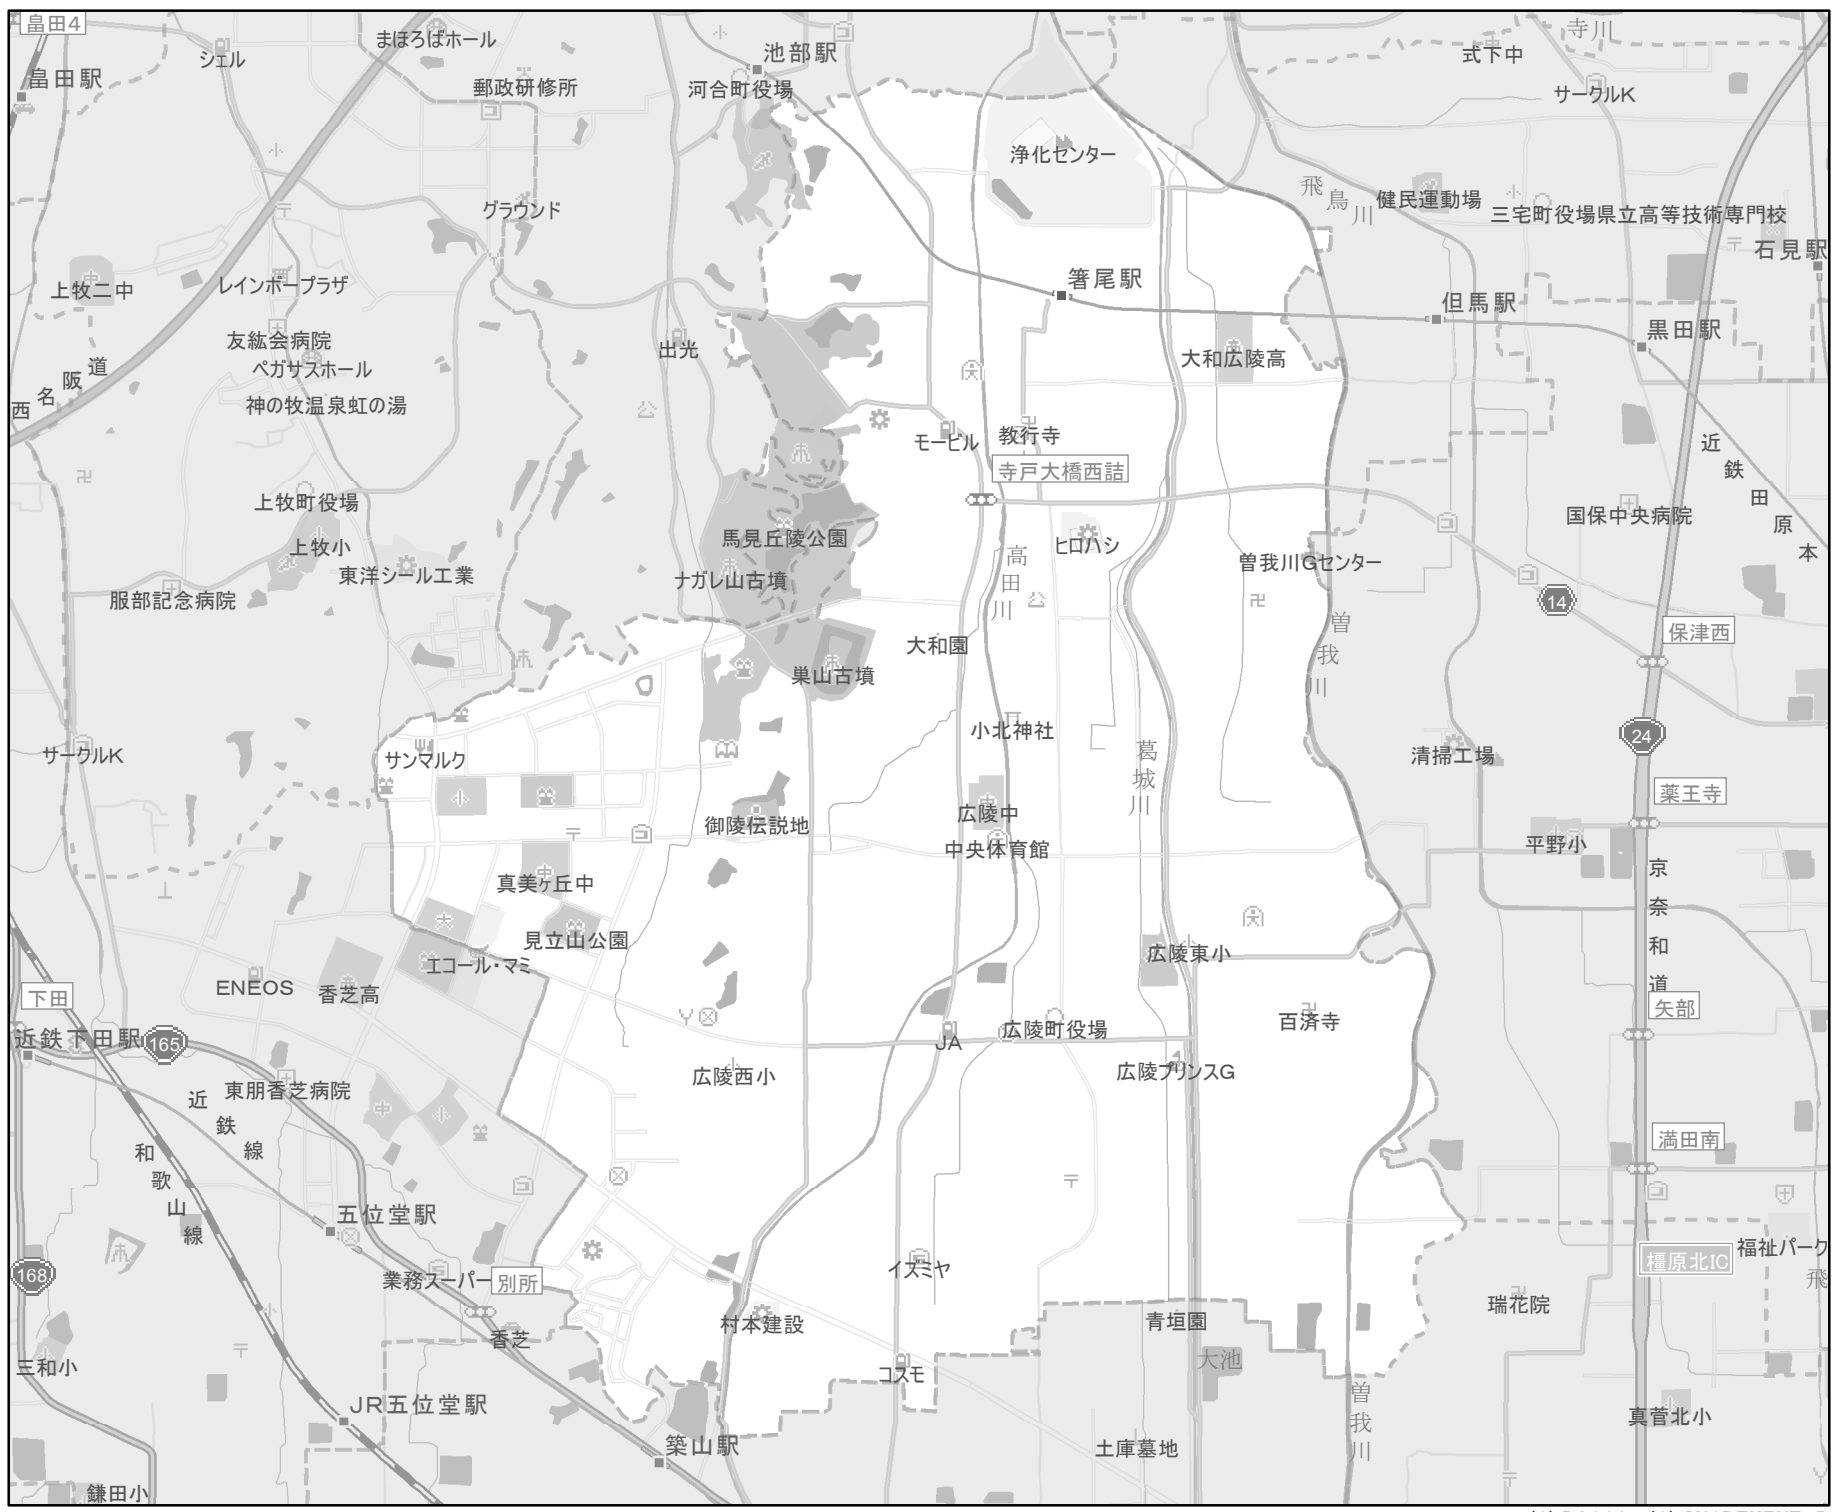 畠田4
シェル
まほろばホール
池部駅
寺川
式下中
畠田駅
郵政研修所
河合町役場
サークルK
浄化センター
飛鳥川
健民運動場
三宅町役場
県立高等技術専門校
グラウンド
石見駅
上牧二中
レインボープラザ
箸尾駅
但馬駅
黒田駅
友紘会病院
出光
大和広陵高
ペガサスホール
西名阪道
神の牧温泉虹の湯
モービル
教行寺
近鉄田原本
寺戸大橋西詰
上牧町役場
上牧小
馬見丘陵公園
ヒロハシ
国保中央病院
東洋シール工業
ナガレ山古墳
高田川
曽我川Gセンター
服部記念病院
14
曽我川
保津西
大和園
巣山古墳
小北神社
24
サークルK
サンマルク
葛城川
清掃工場
薬王寺
御陵伝説地
広陵中
中央体育館
平野小
京奈和道
真美ヶ丘中
見立山公園
エコール・マミ
広陵東小
ENEOS
香芝高
下田
矢部
近鉄下田駅
165
JA
広陵町役場
百済寺
東朋香芝病院
広陵西小
広陵プリンスG
近鉄線
和歌山線
満田南
五位堂駅
168
業務スーパー
別所
イズミヤ
橿原北IC
福祉パーク
飛
瑞花院
香芝
村本建設
青垣園
三和小
コスモ
大池
JR五位堂駅
曽我川
真菅北小
築山駅
土庫墓地
鎌田小